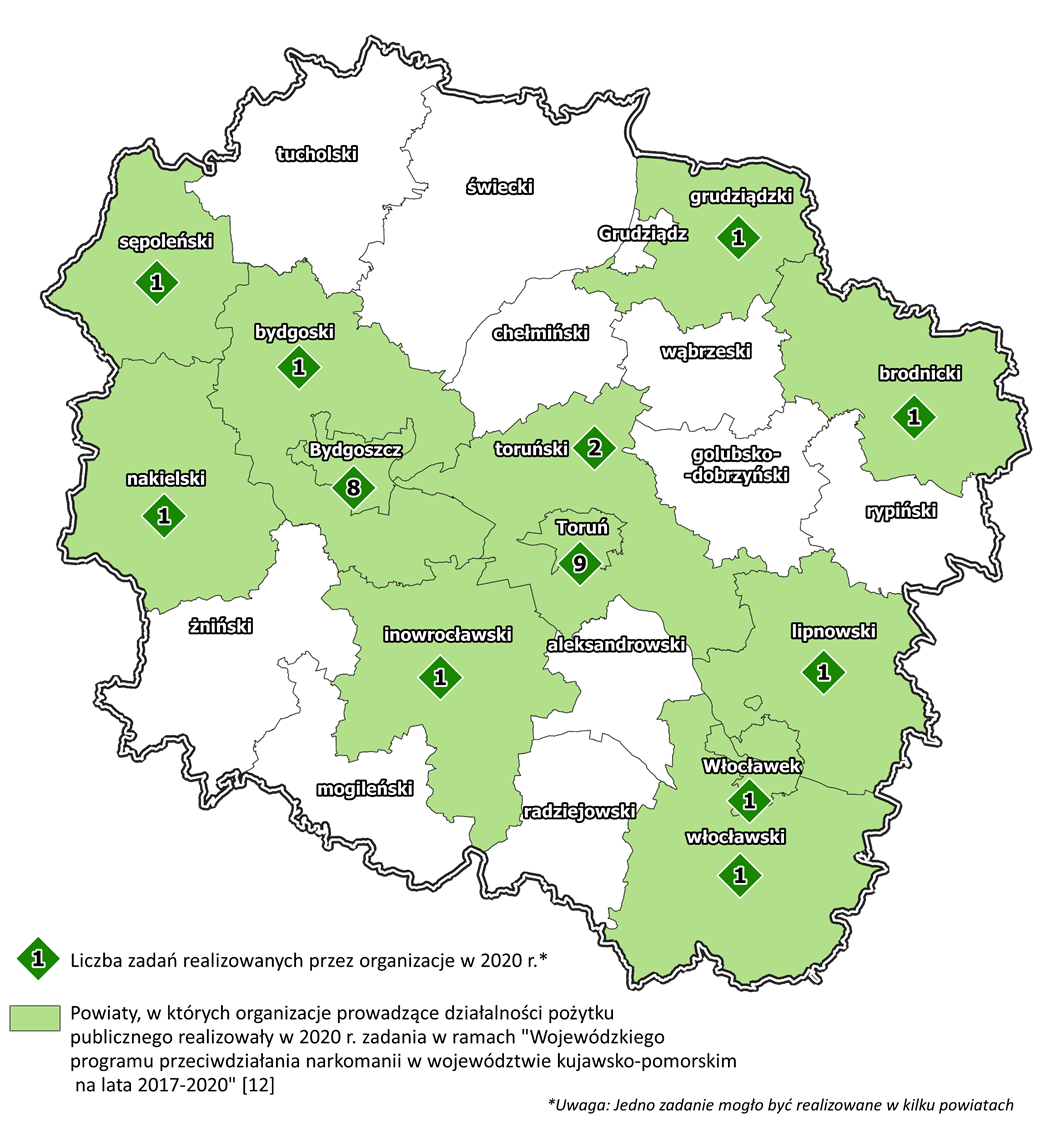 tucholski
świecki
grudziądzki
1
Grudziądz
sępoleński
1
bydgoski
1
chełmiński
wąbrzeski
brodnicki
1
toruński 2
Bydgoszcz
8
golubsko-
-dobrzyński
nakielski
1
rypiński
Toruń
9
żniński
inowrocławski
1
aleksandrowski
lipnowski
1
Włocławek
1
mogileński
radziejowski
włocławski
1
1 Liczba zadań realizowanych przez organizacje w 2020 r.*
Powiaty, w których organizacje prowadzące działalności pożytku
publicznego realizowały w 2020 r. zadania w ramach "Wojewódzkiego
programu przeciwdziałania narkomanii w województwie kujawsko-pomorskim
na lata 2017-2020" [12]
*Uwaga: Jedno zadanie mogło być realizowane w kilku powiatach